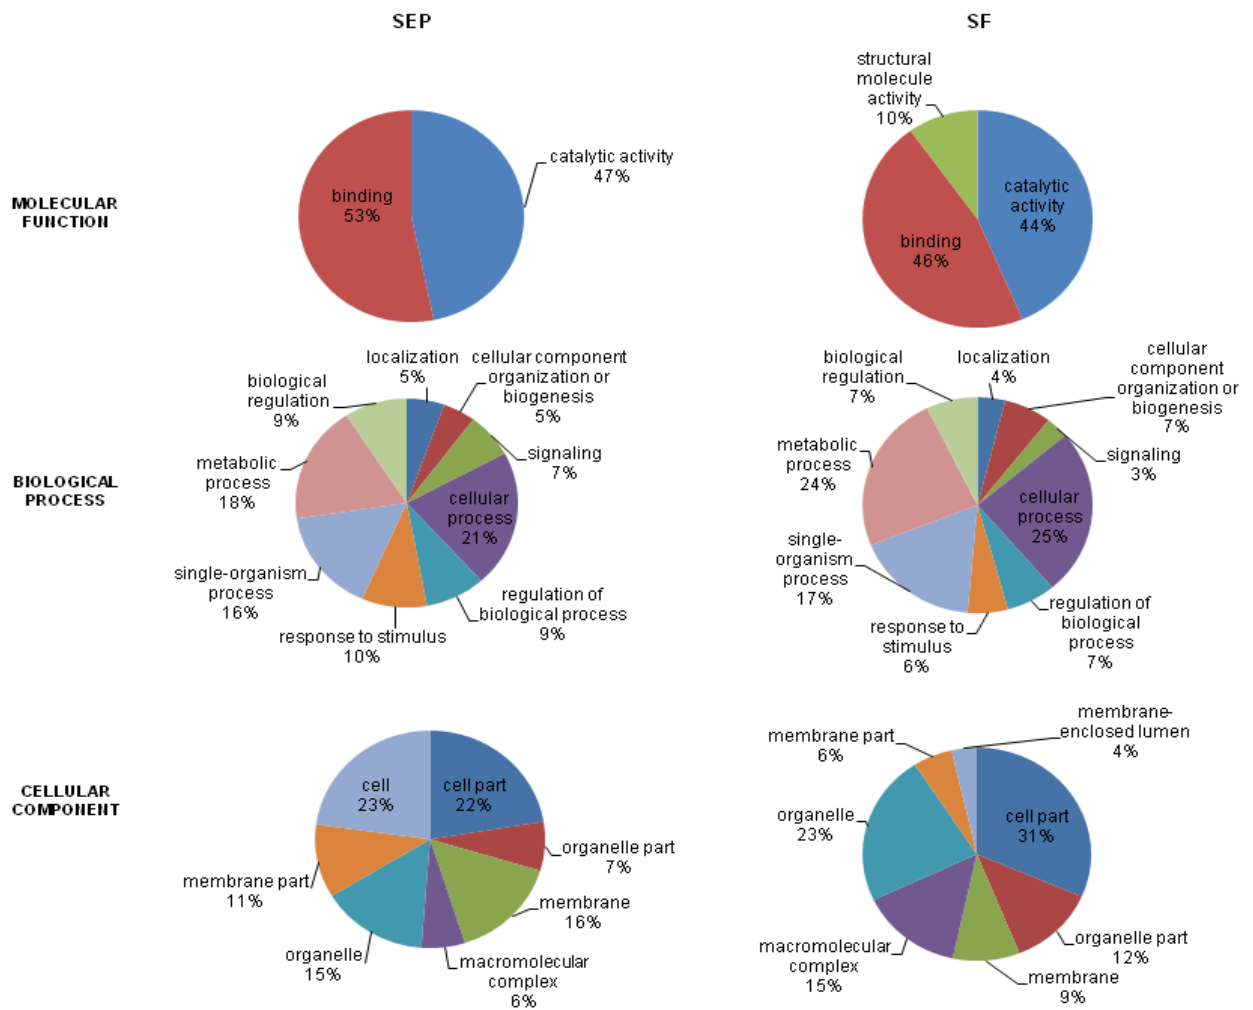 SEP
SF
MOLECULAR
FUNCTION
binding
53%
catalytic activity
47%
structural
molecule
activity
10%
catalytic
activity
44%
binding
46%
BIOLOGICAL
PROCESS
localization
5%
cellular component
organization or
biogenesis
5%
signaling
7%
cellular
process
21%
regulation of
biological process
9%
response to stimulus
10%
single-organism
process
16%
metabolic
process
18%
biological
regulation
9%
localization
4%
cellular
component
organization or
biogenesis
7%
signaling
3%
cellular
process
25%
regulation of
biological
process
7%
response to
stimulus
6%
single-
organism
process
17%
metabolic
process
24%
biological
regulation
7%
CELLULAR
COMPONENT
cell
23%
cell part
22%
organelle part
7%
membrane
16%
macromolecular
complex
6%
organelle
15%
membrane part
11%
membrane-
enclosed lumen
4%
cell part
31%
organelle part
12%
membrane
9%
macromolecular
complex
15%
organelle
23%
membrane part
6%